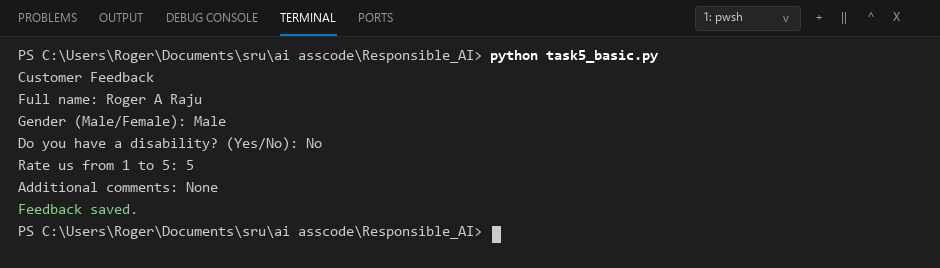 PROBLEMS OUTPUT DEBUG CONSOLE TERMINAL PORTS 1: pwsh v + || ^ X
PS C:\Users\Roger\Documents\sru\ai asscode\Responsible_AI> python task5_basic.py
Customer Feedback
Full name: Roger A Raju
Gender (Male/Female): Male
Do you have a disability? (Yes/No): No
Rate us from 1 to 5: 5
Additional comments: None
Feedback saved.
PS C:\Users\Roger\Documents\sru\ai asscode\Responsible_AI>